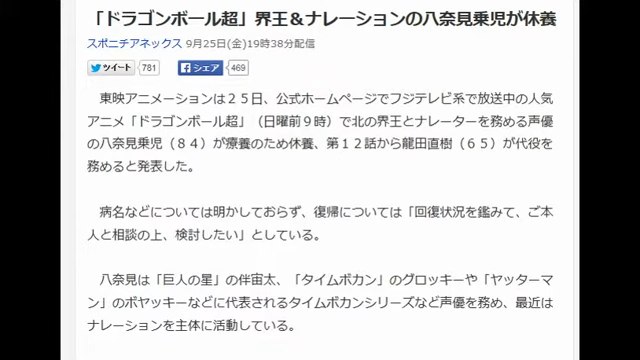 「ドラゴンボール超」界王＆ナレーションの八奈見乗児が休養
スポニチアネックス 9月25日(金)19時38分配信
ツイート 781 シェア 469
東映アニメーションは２５日、公式ホームページでフジテレビ系で放送中の人気
アニメ「ドラゴンボール超」（日曜前９時）で北の界王とナレーターを務める声優
の八奈見乗児（８４）が療養のため休養、第１２話から龍田直樹（６５）が代役を
務めると発表した。
病名などについては明かしておらず、復帰については「回復状況を鑑みて、ご本
人と相談の上、検討したい」としている。
八奈見は「巨人の星」の伴宙太、「タイムボカン」のグロッキーや「ヤッターマ
ン」のボヤッキーなどに代表されるタイムボカンシリーズなど声優を務め、最近は
ナレーションを主体に活動している。